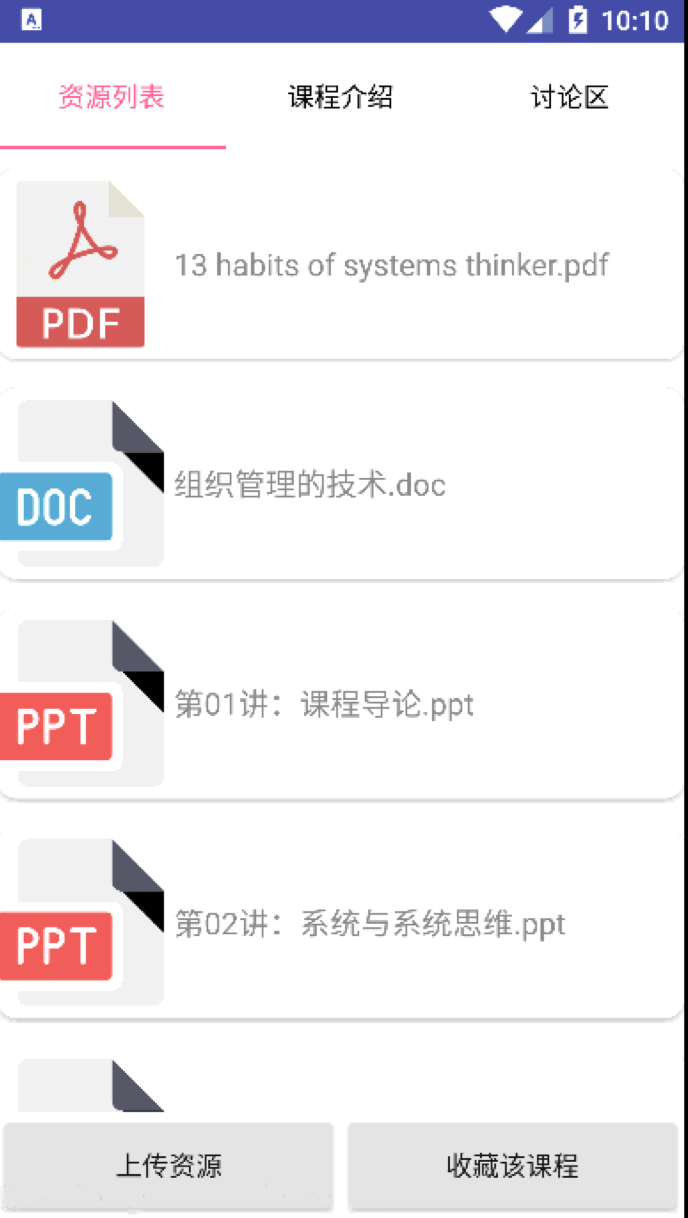 A
10:10
资源列表 课程介绍 讨论区
PDF
13 habits of systems thinker.pdf
DOC
组织管理的技术.doc
PPT
第01讲：课程导论.ppt
PPT
第02讲：系统与系统思维.ppt
上传资源 收藏该课程